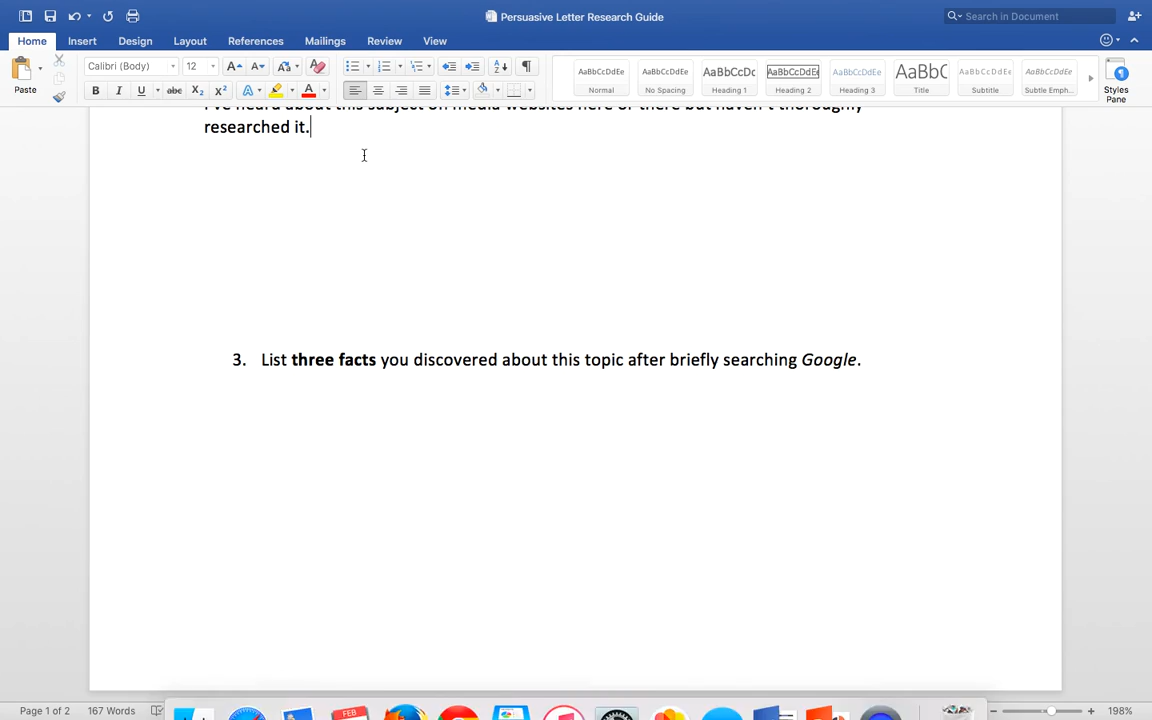 Persuasive Letter Research Guide
Search in Document
Home Insert Design Layout References Mailings Review View
Paste
Calibri (Body) 12
AaBbCcDdEe AaBbCcDdEe AaBbCcDc AaBbCcDdEe AaBbCcDdEe AaBbC AaBbCcDdEe AaBbCcDdEe
Normal No Spacing Heading 1 Heading 2 Heading 3 Title Subtitle Subtle Emph...
Styles
Pane
B I U abc X₂ X² A A
I've heard about this subject on media websites here or there but haven't thoroughly
researched it.
3. List three facts you discovered about this topic after briefly searching Google.
FEB
Page 1 of 2 167 Words 198%